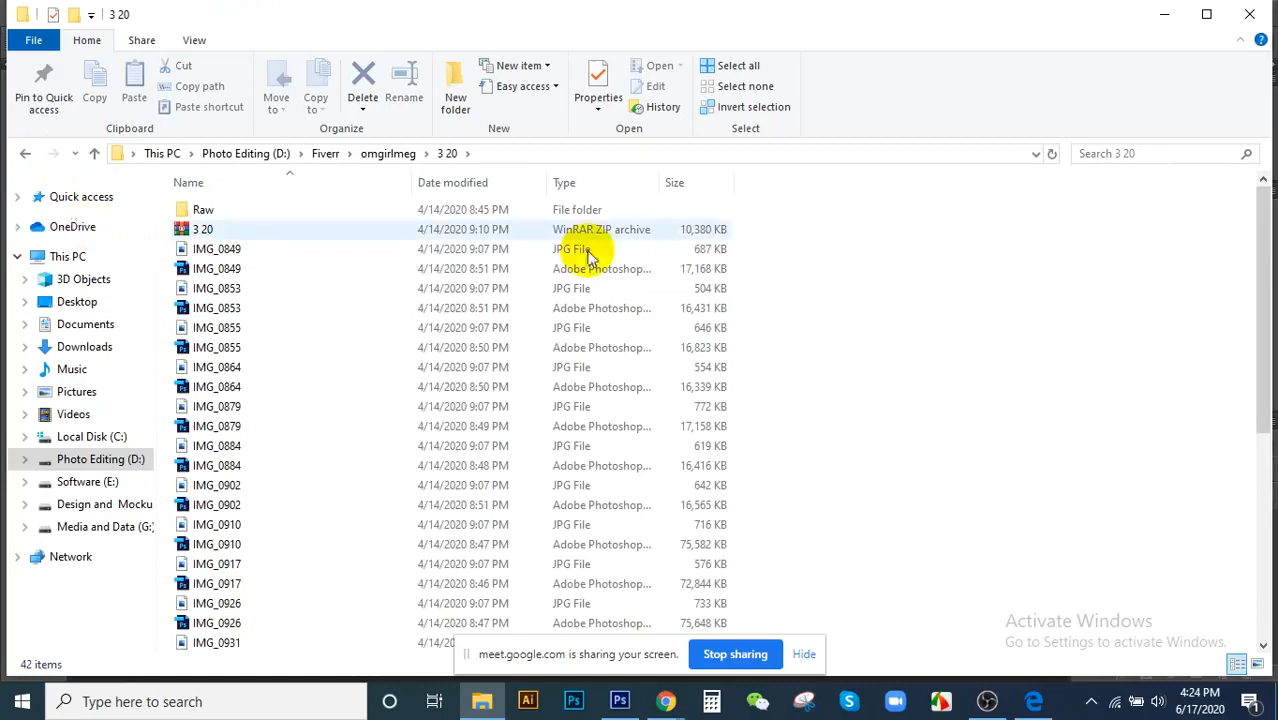 3 20
File Home Share View
Pin to Quick access
Copy
Paste
Cut
Copy path
Paste shortcut
Move to
Copy to
Delete
Rename
New folder
New item
Easy access
Properties
Open
Edit
History
Select all
Select none
Invert selection
Clipboard Organize New Open Select
This PC > Photo Editing (D:) > Fiverr > omgirlmeg > 3 20 >
Search 3 20
Quick access
OneDrive
This PC
3D Objects
Desktop
Documents
Downloads
Music
Pictures
Videos
Local Disk (C:)
Photo Editing (D:)
Software (E:)
Design and Mocku
Media and Data (G:)
Network
Name Date modified Type Size
Raw 4/14/2020 8:45 PM File folder
3 20 4/14/2020 9:10 PM WinRAR ZIP archive 10,380 KB
IMG_0849 4/14/2020 9:07 PM JPG File 687 KB
IMG_0849 4/14/2020 8:51 PM Adobe Photoshop... 17,168 KB
IMG_0853 4/14/2020 9:07 PM JPG File 504 KB
IMG_0853 4/14/2020 8:51 PM Adobe Photoshop... 16,431 KB
IMG_0855 4/14/2020 9:07 PM JPG File 646 KB
IMG_0855 4/14/2020 8:50 PM Adobe Photoshop... 16,823 KB
IMG_0864 4/14/2020 9:07 PM JPG File 554 KB
IMG_0864 4/14/2020 8:50 PM Adobe Photoshop... 16,339 KB
IMG_0879 4/14/2020 9:07 PM JPG File 772 KB
IMG_0879 4/14/2020 8:49 PM Adobe Photoshop... 17,158 KB
IMG_0884 4/14/2020 9:07 PM JPG File 619 KB
IMG_0884 4/14/2020 8:48 PM Adobe Photoshop... 16,416 KB
IMG_0902 4/14/2020 9:07 PM JPG File 642 KB
IMG_0902 4/14/2020 8:51 PM Adobe Photoshop... 16,565 KB
IMG_0910 4/14/2020 9:07 PM JPG File 716 KB
IMG_0910 4/14/2020 8:47 PM Adobe Photoshop... 75,582 KB
IMG_0917 4/14/2020 9:07 PM JPG File 576 KB
IMG_0917 4/14/2020 8:46 PM Adobe Photoshop... 72,844 KB
IMG_0926 4/14/2020 9:07 PM JPG File 733 KB
IMG_0926 4/14/2020 8:47 PM Adobe Photoshop... 75,648 KB
IMG_0931
Activate Windows
Go to Settings to activate Windows.
meet.google.com is sharing your screen. Stop sharing Hide
42 items
Type here to search
4:24 PM
6/17/2020